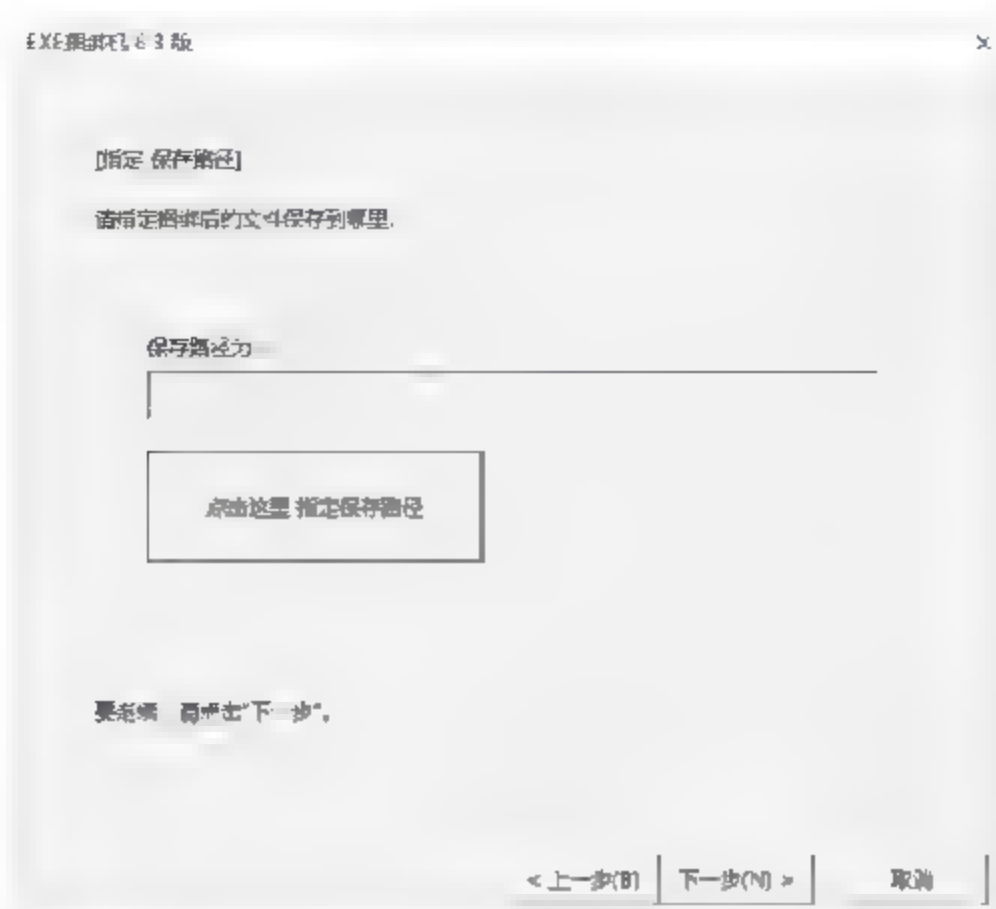 EXE捆绑机 版
[指定 保存路径]
请指定捆绑后的文件保存到哪里.
保存路径为
点击这里 指定保存路径
要继续 请单击"下一步"。
< 上一步(B)
下一步(N) >
取消